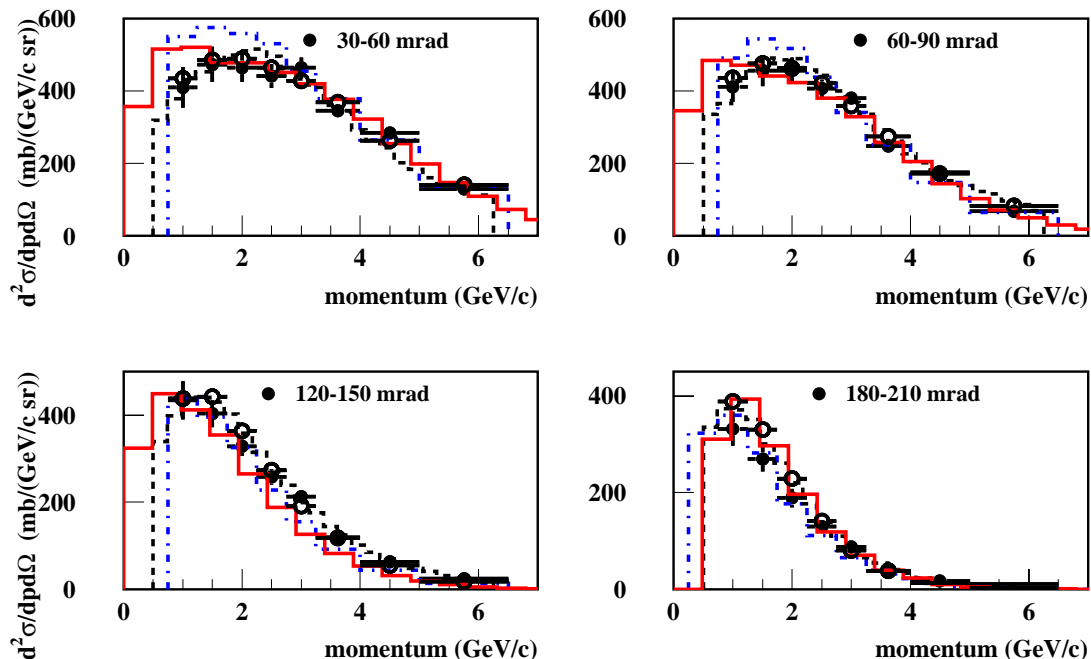 d²σ/dpdΩ (mb/(GeV/c sr))
600
400
200
0
30-60 mrad
0 2 4 6
momentum (GeV/c)
600
400
200
0
60-90 mrad
0 2 4 6
momentum (GeV/c)
d²σ/dpdΩ (mb/(GeV/c sr))
400
200
0
120-150 mrad
0 2 4 6
momentum (GeV/c)
400
200
0
180-210 mrad
0 2 4 6
momentum (GeV/c)